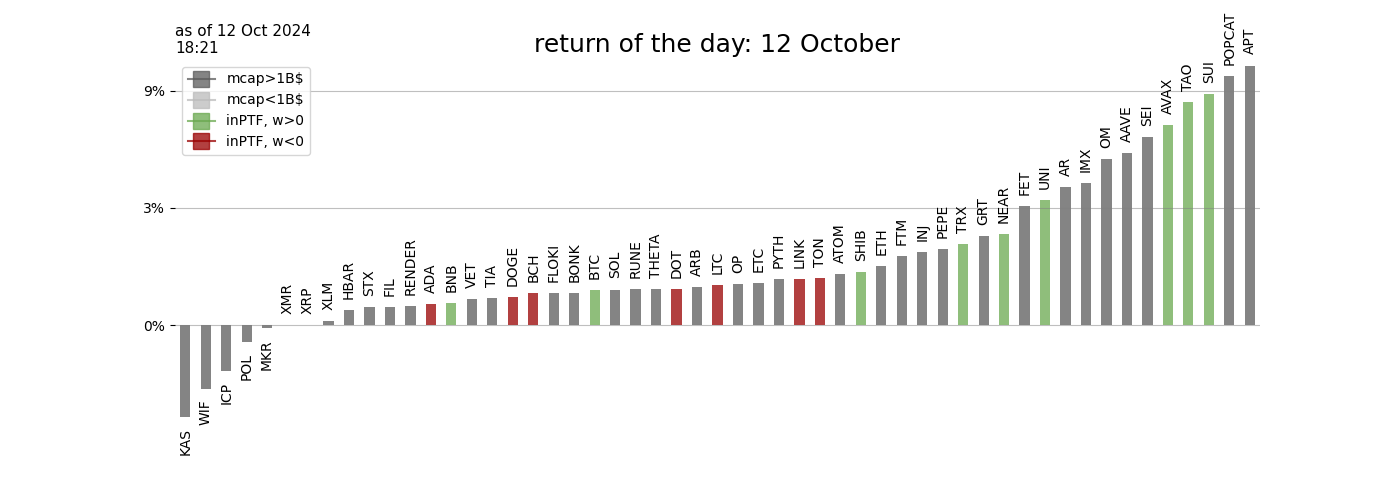 as of 12 Oct 2024
18:21
return of the day: 12 October
mcap>1B$
mcap<1B$
inPTF, w>0
inPTF, w<0
9%
3%
0%
KAS
WIF
ICP
POL
MKR
XMR
XRP
XLM
HBAR
STX
FIL
RENDER
ADA
BNB
VET
TIA
DOGE
BCH
FLOKI
BONK
BTC
SOL
RUNE
THETA
DOT
ARB
LTC
OP
ETC
PYTH
LINK
TON
ATOM
SHIB
ETH
FTM
INJ
PEPE
TRX
GRT
NEAR
FET
UNI
AR
IMX
OM
AAVE
SEI
AVAX
TAO
SUI
POPCAT
APT